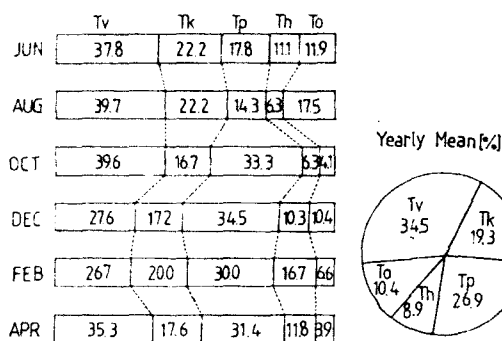 Tv Tk Tp Th To
JUN 37.8 22.2 17.8 11.1 11.9
AUG 39.7 22.2 14.3 6.3 17.5
OCT 39.6 16.7 33.3 6.3 4.1
Yearly Mean [%]
DEC 27.6 17.2 34.5 10.3 10.4
FEB 26.7 20.0 30.0 16.7 6.6
APR 35.3 17.6 31.4 11.8 3.9
Tv 34.5
Tk 19.3
To 10.4
Th 8.9
Tp 26.9